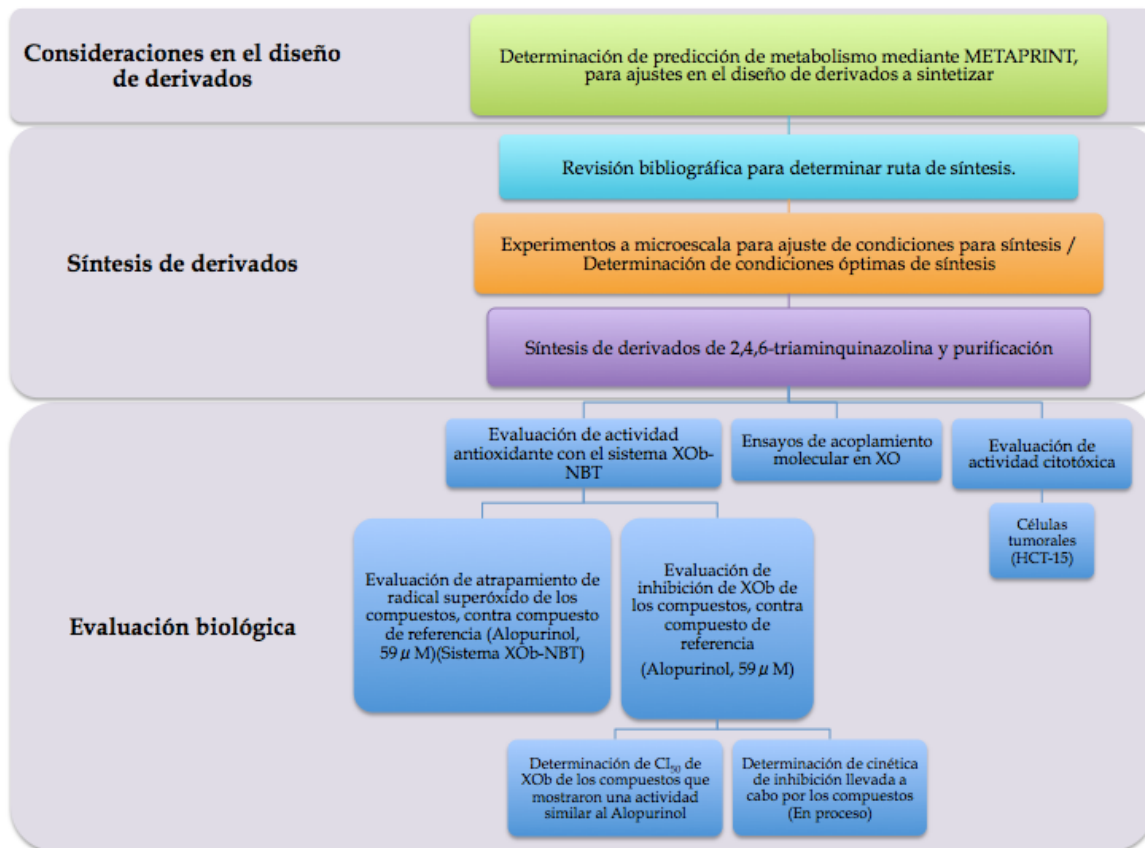 Consideraciones en el diseño
de derivados
Determinación de predicción de metabolismo mediante METAPRINT,
para ajustes en el diseño de derivados a sintetizar
Síntesis de derivados
Revisión bibliográfica para determinar ruta de síntesis.
Experimentos a microescala para ajuste de condiciones para síntesis /
Determinación de condiciones óptimas de síntesis
Síntesis de derivados de 2,4,6-triaminquinazolina y purificación
Evaluación biológica
Evaluación de actividad
antioxidante con el sistema XOb-
NBT
Ensayos de acoplamiento
molecular en XO
Evaluación de
actividad citotóxica
Células
tumorales
(HCT-15)
Evaluación de atrapamiento de
radical superóxido de los
compuestos, contra compuesto
de referencia (Alopurinol,
59 μ M)(Sistema XOb-NBT)
Evaluación de
inhibición de XOb de
los compuestos, contra
compuesto de
referencia
(Alopurinol, 59 μ M)
Determinación de CI₅₀ de
XOb de los compuestos que
mostraron una actividad
similar al Alopurinol
Determinación de cinética
de inhibición llevada a
cabo por los compuestos
(En proceso)